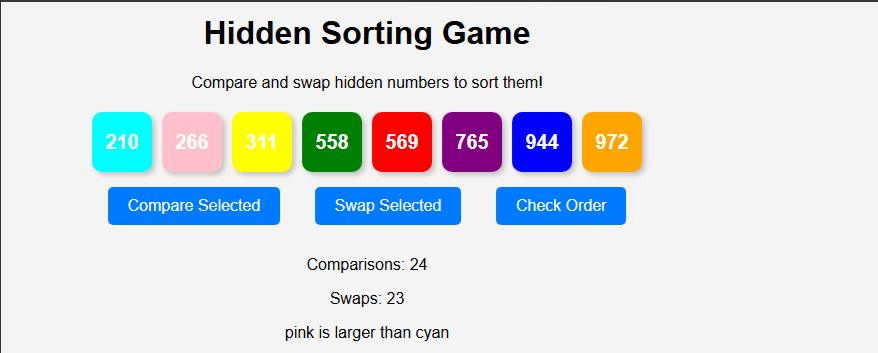 Hidden Sorting Game
Compare and swap hidden numbers to sort them!
210 266 311 558 569 765 944 972
Compare Selected Swap Selected Check Order
Comparisons: 24
Swaps: 23
pink is larger than cyan